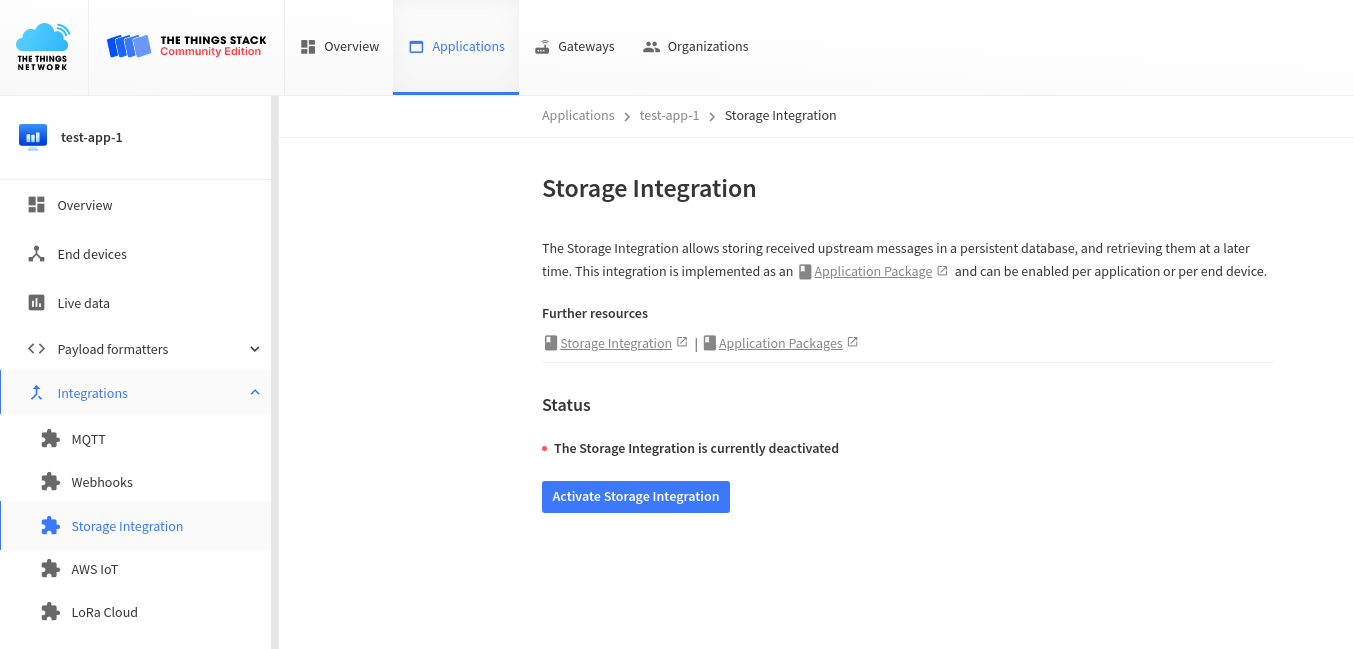 THE THINGS
NETWORK
THE THINGS STACK
Community Edition
Overview
Applications
Gateways
Organizations
test-app-1
Overview
End devices
Live data
Payload formatters
Integrations
MQTT
Webhooks
Storage Integration
AWS IoT
LoRa Cloud
Applications
test-app-1
Storage Integration
Storage Integration
The Storage Integration allows storing received upstream messages in a persistent database, and retrieving them at a later
time. This integration is implemented as an Application Package and can be enabled per application or per end device.
Further resources
Storage Integration | Application Packages
Status
The Storage Integration is currently deactivated
Activate Storage Integration